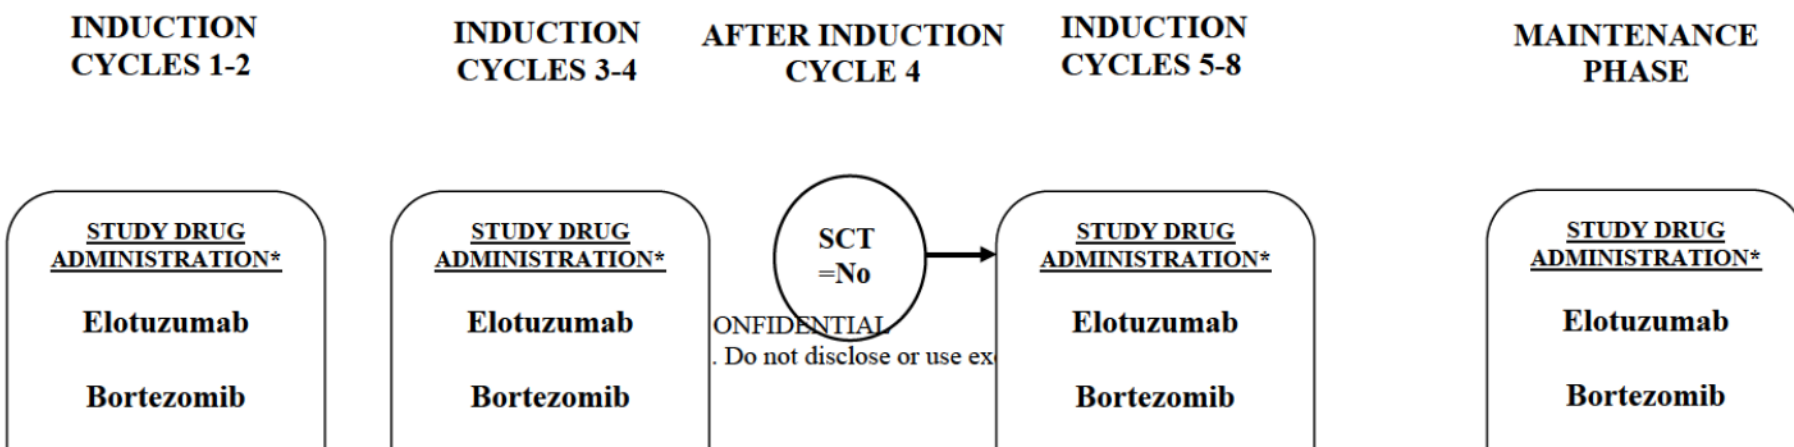 INDUCTION
CYCLES 1-2
INDUCTION
CYCLES 3-4
AFTER INDUCTION
CYCLE 4
INDUCTION
CYCLES 5-8
MAINTENANCE
PHASE
STUDY DRUG
ADMINISTRATION*
Elotuzumab
Bortezomib
STUDY DRUG
ADMINISTRATION*
Elotuzumab
Bortezomib
SCT
=No
ONFIDENTIAL
. Do not disclose or use ex
STUDY DRUG
ADMINISTRATION*
Elotuzumab
Bortezomib
STUDY DRUG
ADMINISTRATION*
Elotuzumab
Bortezomib